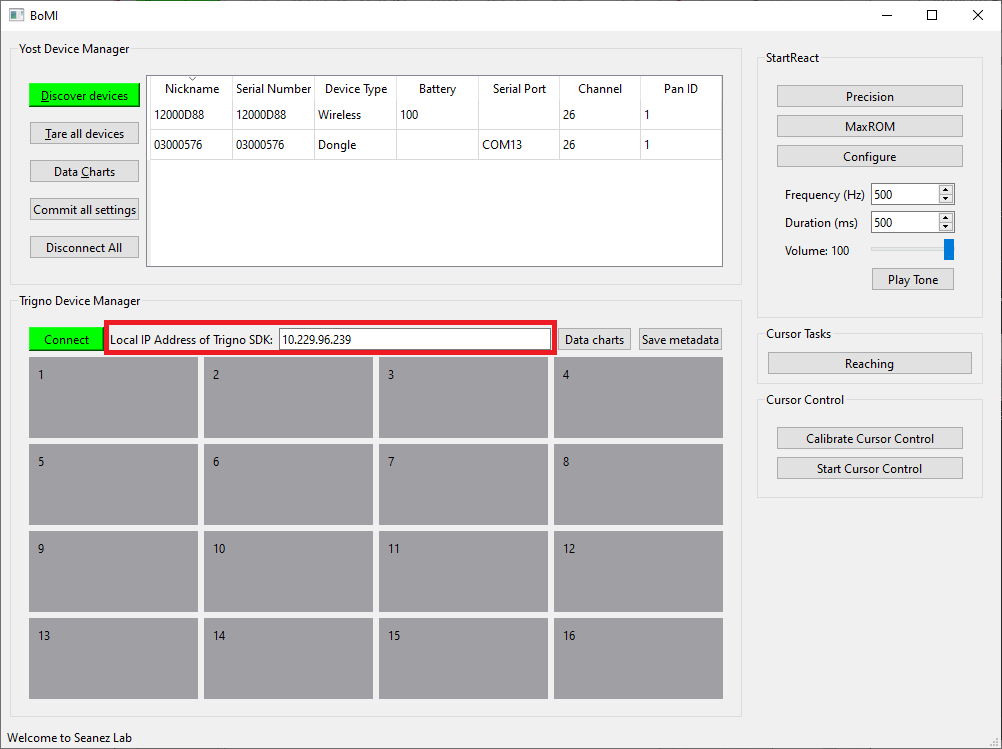 BoMI
Yost Device Manager
Discover devices
Tare all devices
Data Charts
Commit all settings
Disconnect All
Nickname Serial Number Device Type Battery Serial Port Channel Pan ID
12000D88 12000D88 Wireless 100 26 1
03000576 03000576 Dongle COM13 26 1
Trigno Device Manager
Connect Local IP Address of Trigno SDK: 10.229.96.239 Data charts Save metadata
1 2 3 4
5 6 7 8
9 10 11 12
13 14 15 16
StartReact
Precision
MaxROM
Configure
Frequency (Hz) 500
Duration (ms) 500
Volume: 100
Play Tone
Cursor Tasks
Reaching
Cursor Control
Calibrate Cursor Control
Start Cursor Control
Welcome to Seanez Lab